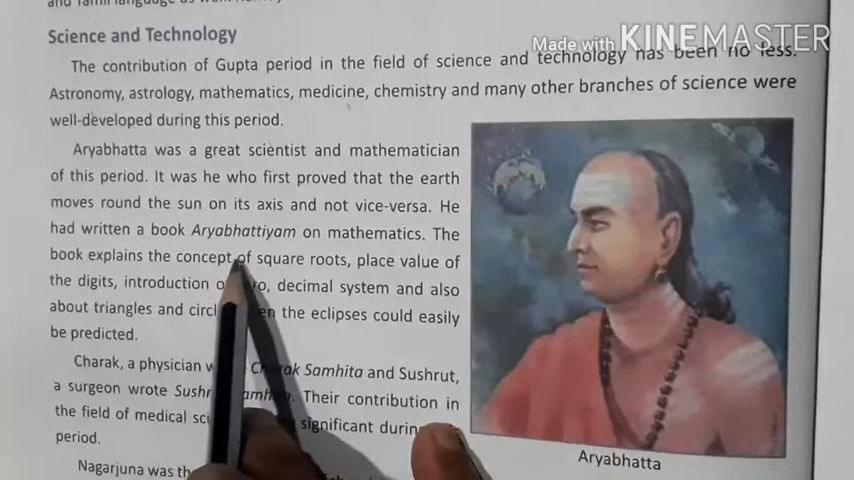 and Tamil language as well.
Science and Technology
Made with KINEMASTER
The contribution of Gupta period in the field of science and technology has been no less.
Astronomy, astrology, mathematics, medicine, chemistry and many other branches of science were
well-developed during this period.
Aryabhatta was a great scientist and mathematician
of this period. It was he who first proved that the earth
moves round the sun on its axis and not vice-versa. He
had written a book Aryabhattiyam on mathematics. The
book explains the concept of square roots, place value of
the digits, introduction decimal system and also
about triangles and the eclipses could easily
be predicted.
Charak, a physician Samhita and Sushrut,
a surgeon wrote Their contribution in
the field of medical significant
period.
Nagarjuna was
Aryabhatta